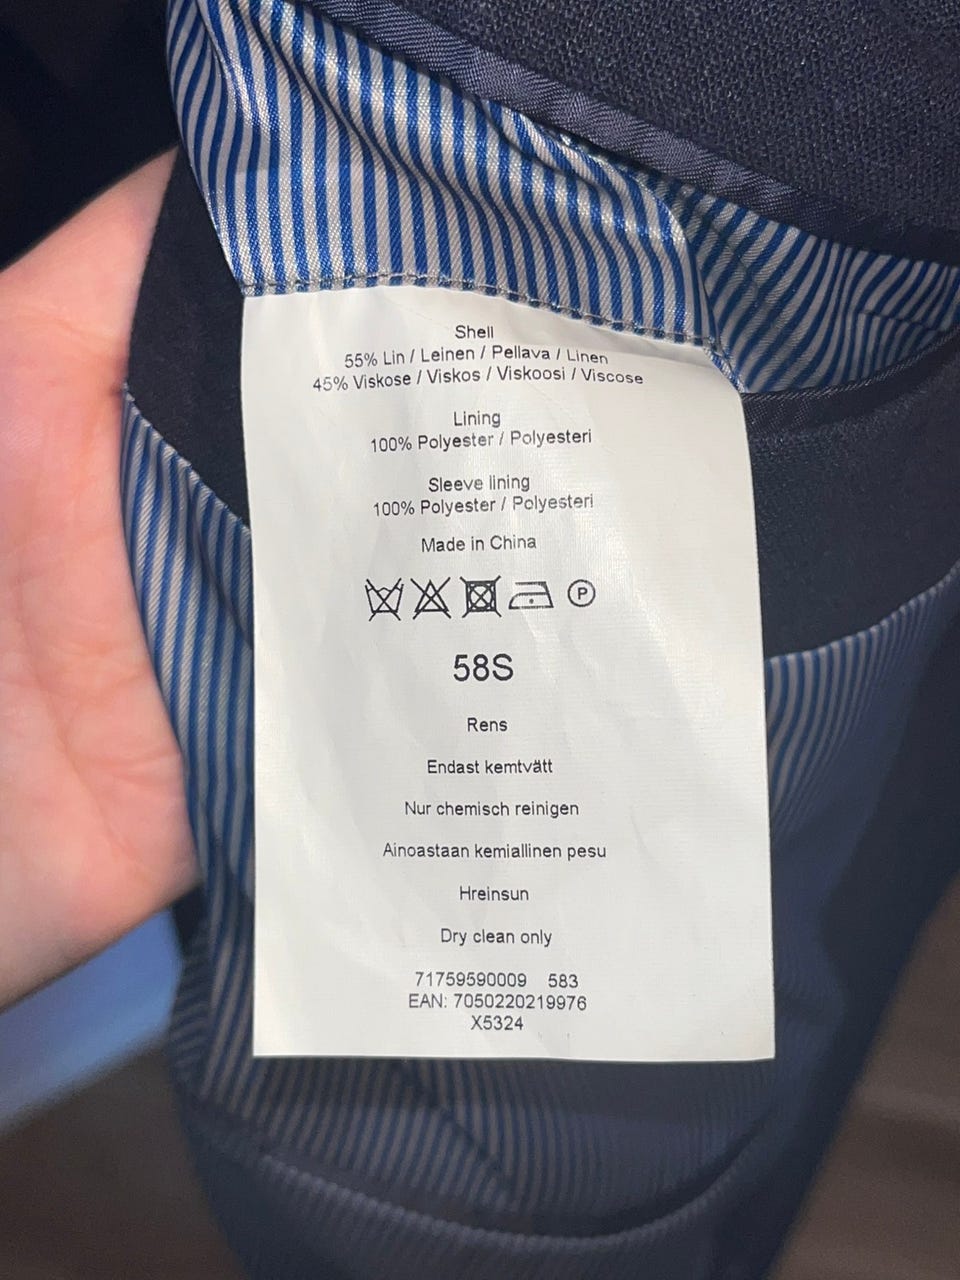 Shell
55% Lin / Leinen / Pellava / Linen
45% Viskose / Viskos / Viskoosi / Viscose
Lining
100% Polyester / Polyesteri
Sleeve lining
100% Polyester / Polyesteri
Made in China
P
58S
Rens
Endast kemtvätt
Nur chemisch reinigen
Ainoastaan kemiallinen pesu
Hreinsun
Dry clean only
71759590009 583
EAN: 7050220219976
X5324